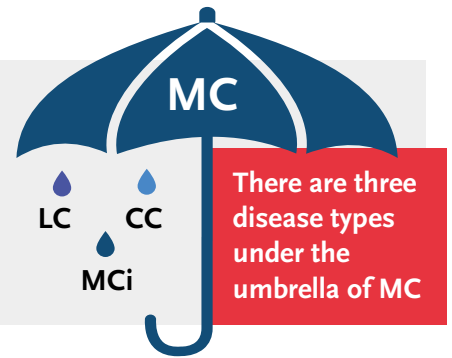 MC
LC CC
MCi
There are three
disease types
under the
umbrella of MC